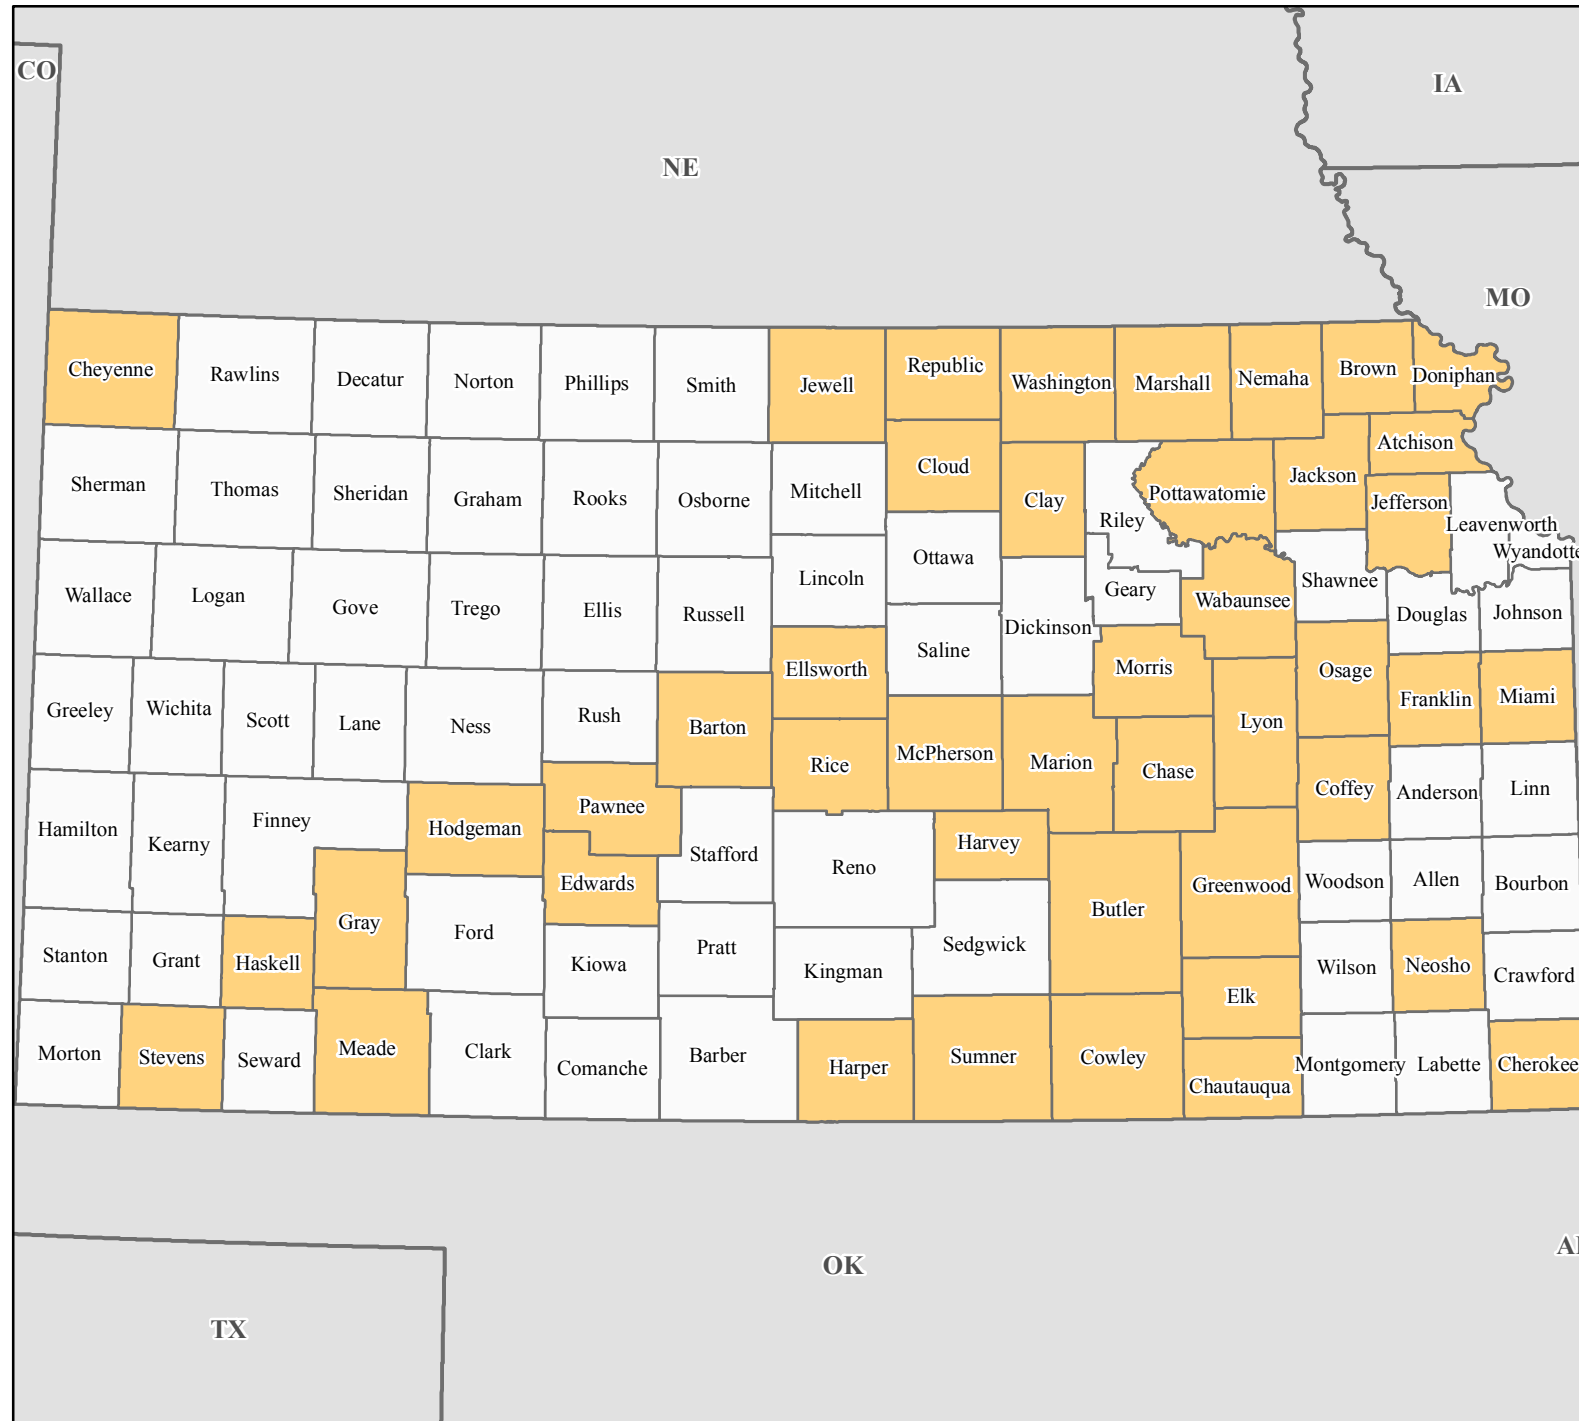 CO
IA
NE
MO
Cheyenne
Rawlins
Decatur
Norton
Phillips
Smith
Jewell
Republic
Washington
Marshall
Nemaha
Brown
Doniphan
Atchison
Sherman
Thomas
Sheridan
Graham
Rooks
Osborne
Mitchell
Cloud
Clay
Riley
Pottawatomie
Jackson
Jefferson
Leavenworth
Wyandotte
Wallace
Logan
Gove
Trego
Ellis
Russell
Lincoln
Ottawa
Dickinson
Geary
Wabaunsee
Shawnee
Douglas
Johnson
Saline
Ellsworth
Morris
Osage
Franklin
Miami
Greeley
Wichita
Scott
Lane
Ness
Rush
Barton
Rice
McPherson
Marion
Chase
Lyon
Coffey
Anderson
Linn
Hamilton
Kearny
Finney
Hodgeman
Pawnee
Stafford
Reno
Harvey
Edwards
Butler
Greenwood
Woodson
Allen
Bourbon
Gray
Ford
Stanton
Grant
Haskell
Kiowa
Pratt
Kingman
Sedgwick
Elk
Wilson
Neosho
Crawford
Morton
Stevens
Seward
Meade
Clark
Comanche
Barber
Harper
Sumner
Cowley
Chautauqua
Montgomery
Labette
Cherokee
OK
TX